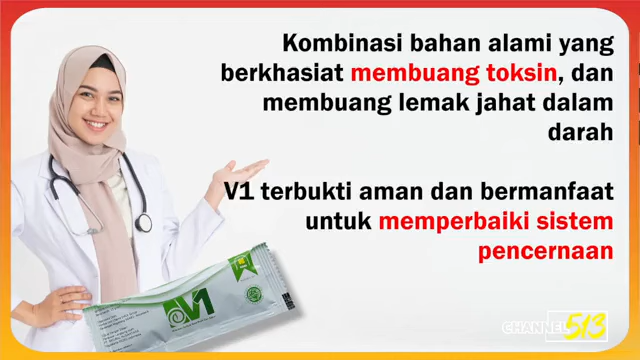 Kombinasi bahan alami yang
berkhasiat membuang toksin, dan
membuang lemak jahat dalam
darah
V1 terbukti aman dan bermanfaat
untuk memperbaiki sistem
pencernaan
V1
CHANNEL 513